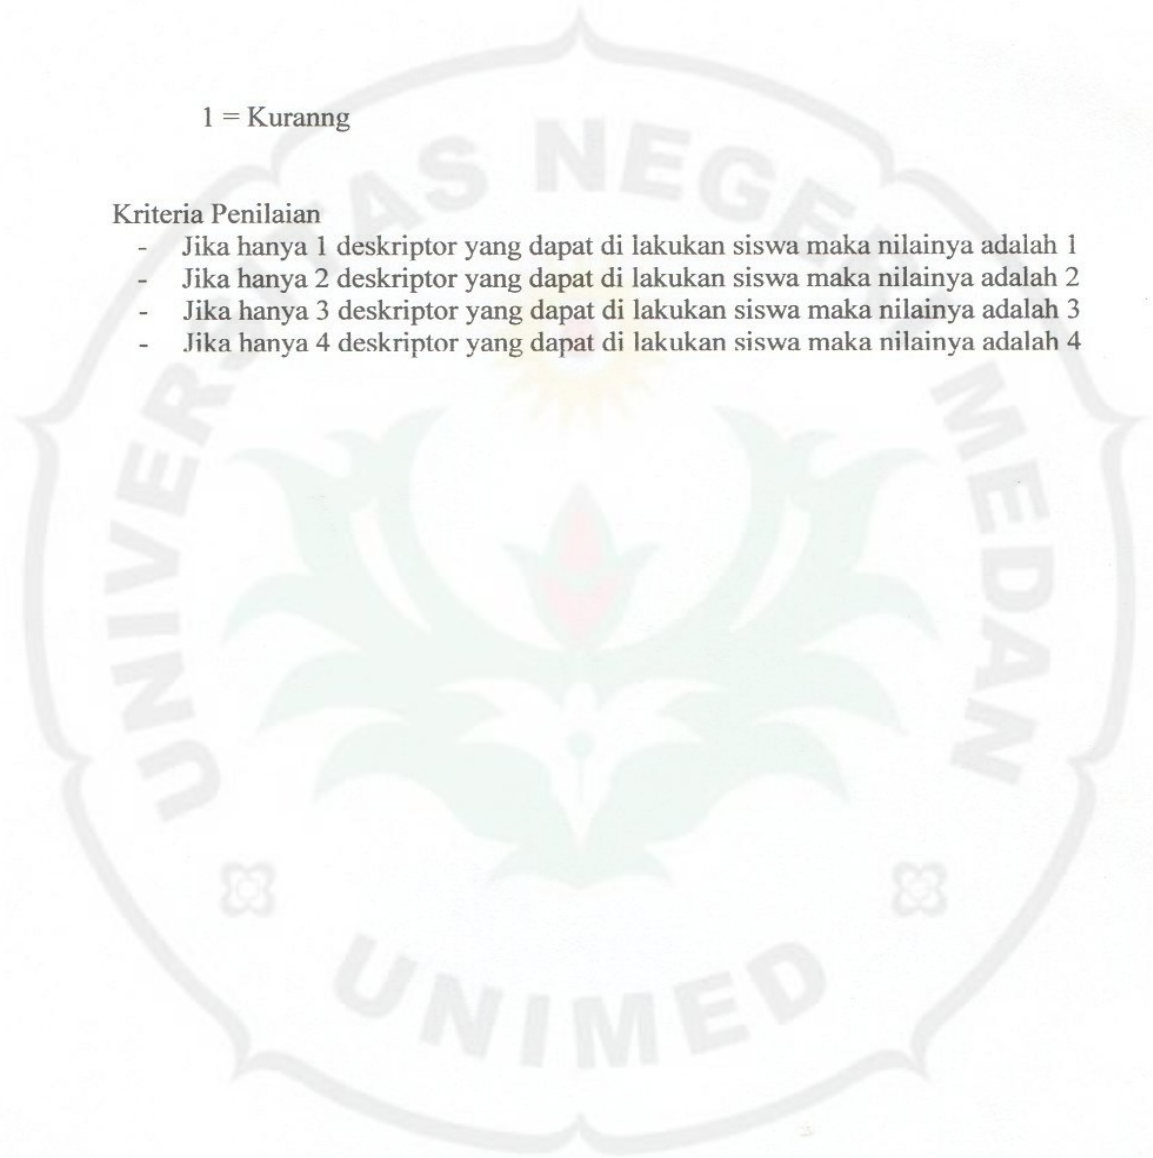 1 = Kuranng
Kriteria Penilaian
- Jika hanya 1 deskriptor yang dapat di lakukan siswa maka nilainya adalah 1
- Jika hanya 2 deskriptor yang dapat di lakukan siswa maka nilainya adalah 2
- Jika hanya 3 deskriptor yang dapat di lakukan siswa maka nilainya adalah 3
- Jika hanya 4 deskriptor yang dapat di lakukan siswa maka nilainya adalah 4
UNIVERSITAS NEGERI MEDAN
UNIMED